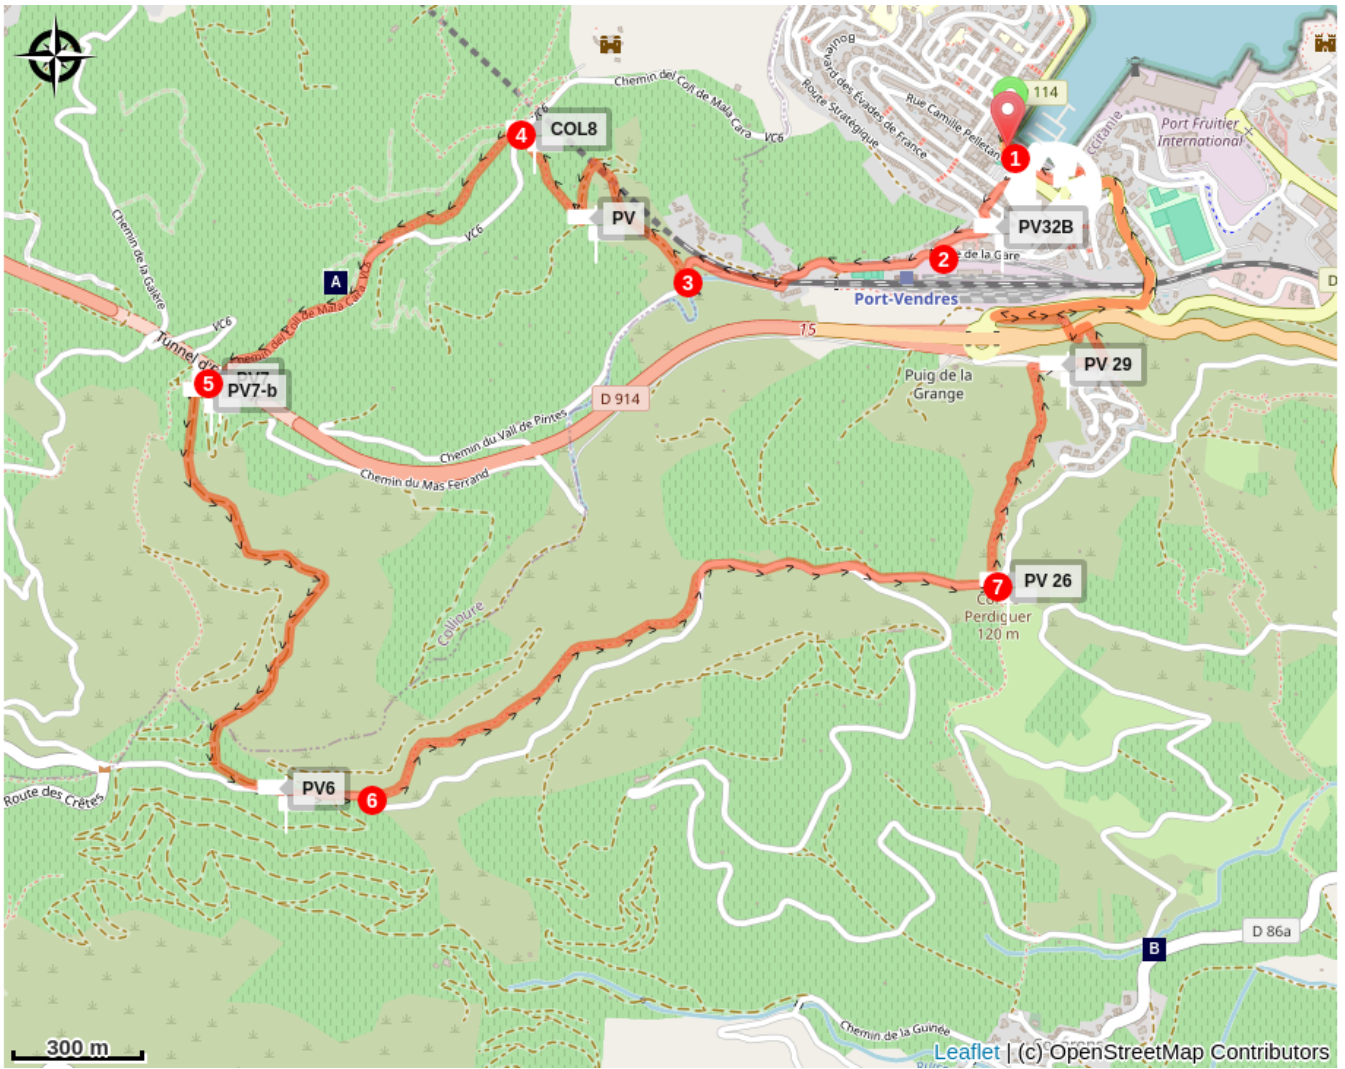 Boulevard des Évadés de France
Route Stratégique
Rue Camille Pelletan
114
Port Fruitier
International
Chemin del Coll de Mala Cara
VC6
4
COL8
1
PV
PV32B
2
de la Gare
Port-Vendres
3
D
Chemin de la Galère
VC6
A
Chemin del Coll de Mala Cara VC6
VC6
15
Tunnel d'
PV7
5
PV7-b
Puig de la
Grange
PV 29
D 914
Chemin du Vall de Pintes
Chemin du Mas Ferrand
7
PV 26
Perdiguer
120 m
Collioure
PV6
6
Route des Crêtes
D 86a
B
Chemin de la Guinée
300 m
Leaflet | (c) OpenStreetMap Contributors